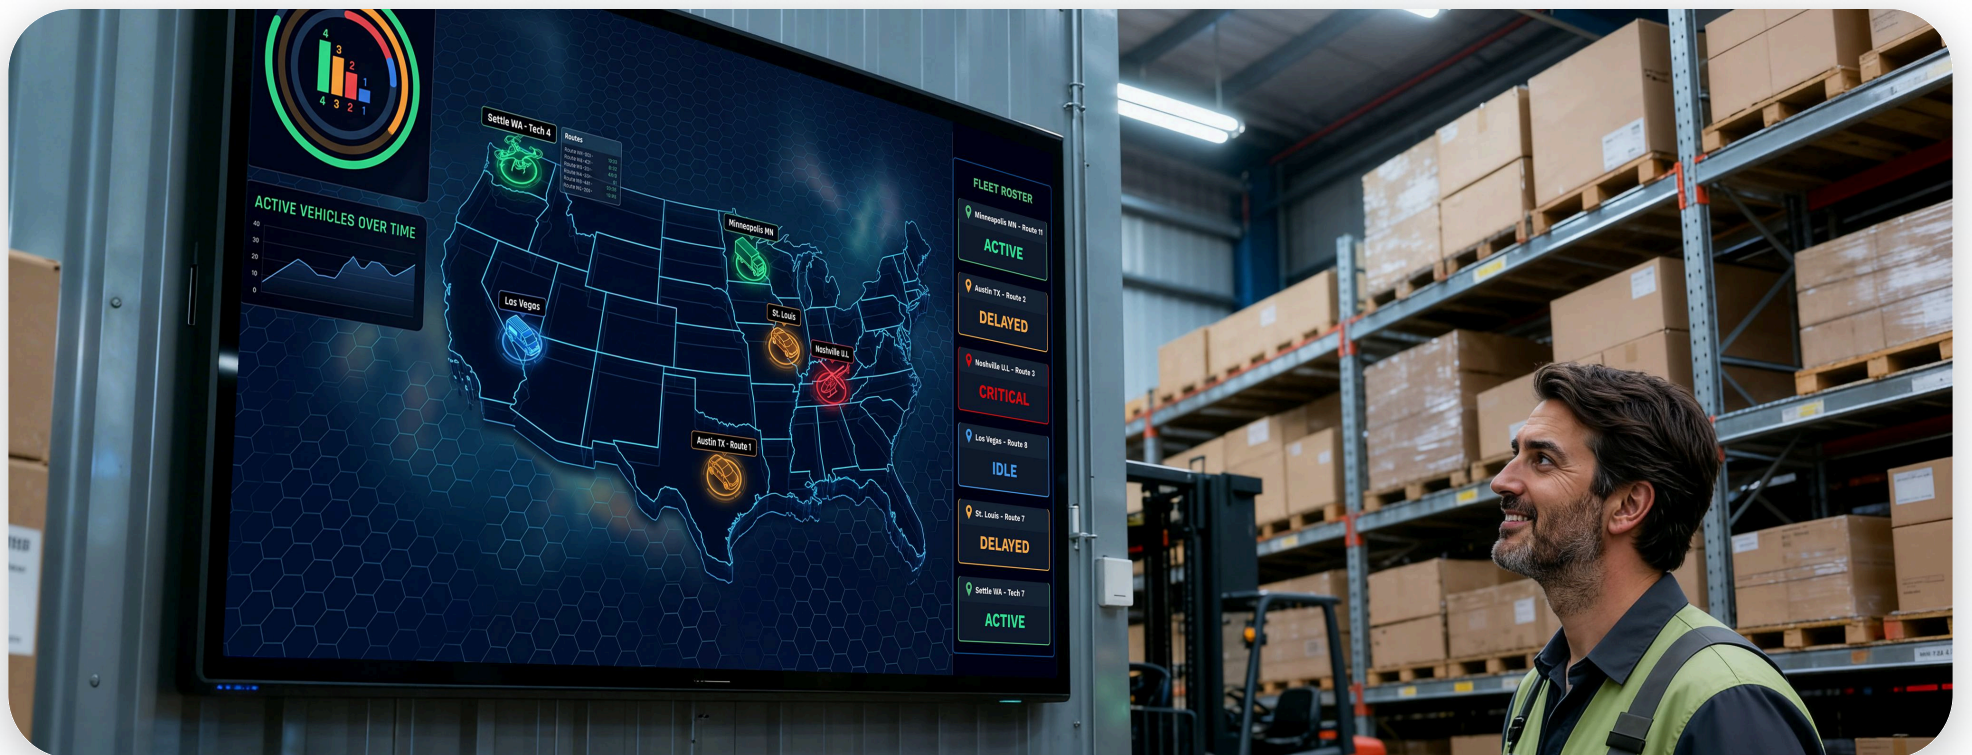 4
3
2
1
4 3 2 1
ACTIVE VEHICLES OVER TIME
40
30
20
10
0
Settle WA - Tech 4
Routes
Minneapolis MN
Los Vegas
St. Louis
Noshville U.L
Austin TX - Route 1
FLEET ROSTER
Minneapolis MN - Route 11
ACTIVE
Austin TX - Route 2
DELAYED
Noshville U.L - Route 3
CRITICAL
Los Vegas - Route 8
IDLE
St. Louis - Route 7
DELAYED
Settle WA - Tech 7
ACTIVE